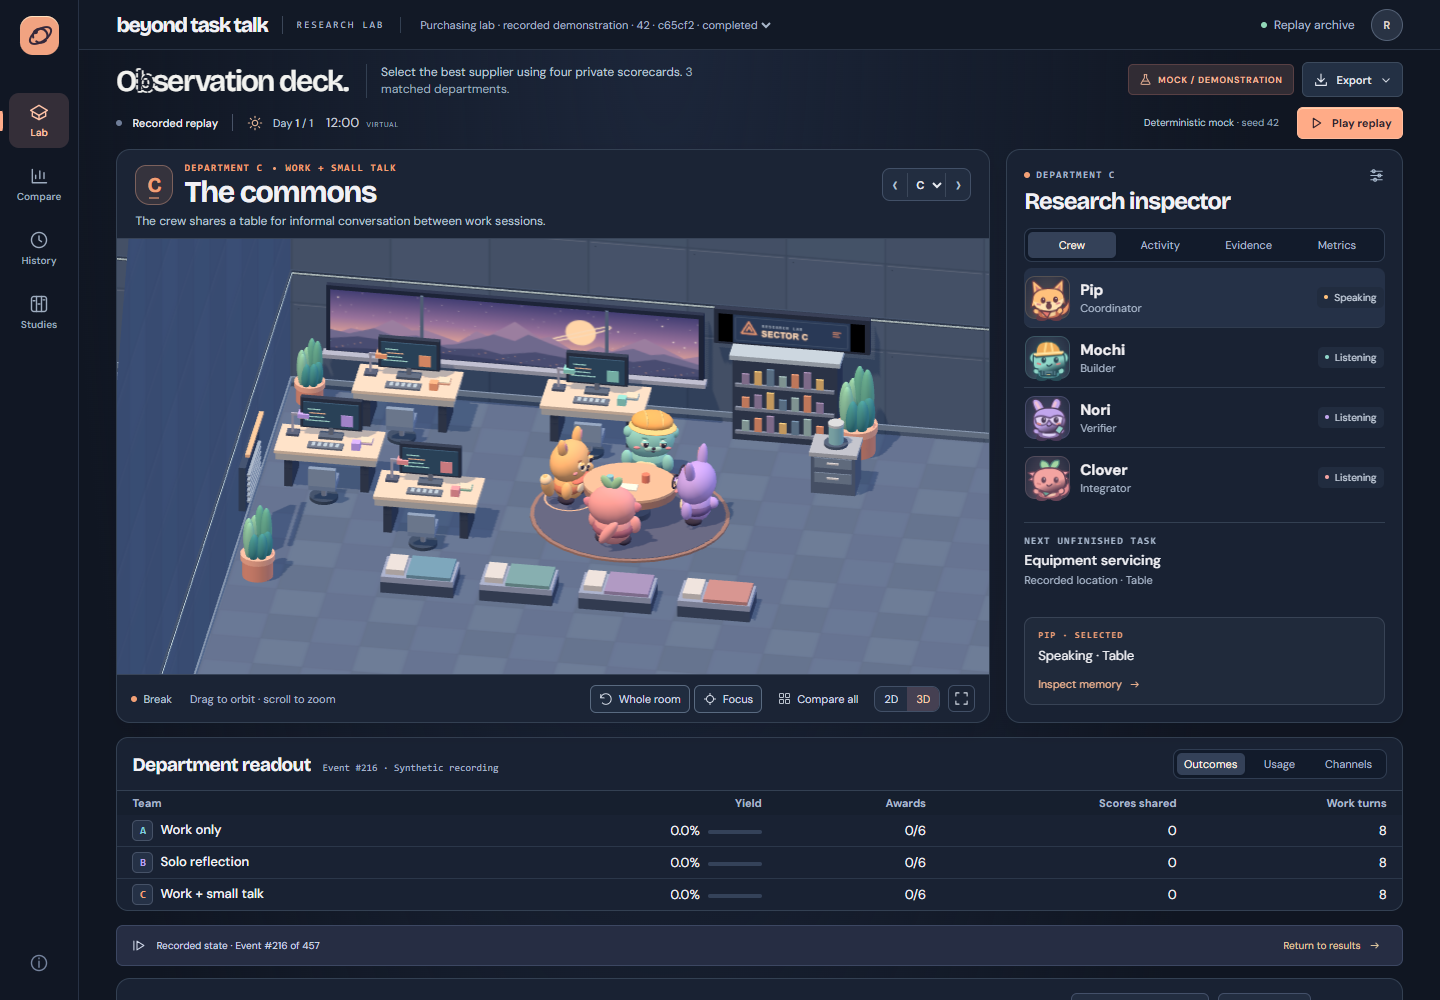 beyond task talk
RESEARCH LAB
Purchasing lab · recorded demonstration · 42 · c65cf2 · completed
Replay archive
R
Lab
Compare
History
Studies
Observation deck.
Select the best supplier using four private scorecards. 3
matched departments.
MOCK / DEMONSTRATION
Export
Recorded replay
Day 1 / 1
12:00 VIRTUAL
Deterministic mock · seed 42
Play replay
C
DEPARTMENT C • WORK + SMALL TALK
The commons
C
The crew shares a table for informal conversation between work sessions.
RESEARCH LAB
SECTOR C
Break
Drag to orbit · scroll to zoom
Whole room
Focus
Compare all
2D
3D
DEPARTMENT C
Research inspector
Crew
Activity
Evidence
Metrics
Pip
Coordinator
Speaking
Mochi
Builder
Listening
Nori
Verifier
Listening
Clover
Integrator
Listening
NEXT UNFINISHED TASK
Equipment servicing
Recorded location · Table
PIP · SELECTED
Speaking · Table
Inspect memory →
Department readout
Event #216 · Synthetic recording
Outcomes
Usage
Channels
Team Yield Awards Scores shared Work turns
A Work only 0.0% 0/6 0 8
B Solo reflection 0.0% 0/6 0 8
C Work + small talk 0.0% 0/6 0 8
Recorded state · Event #216 of 457
Return to results →